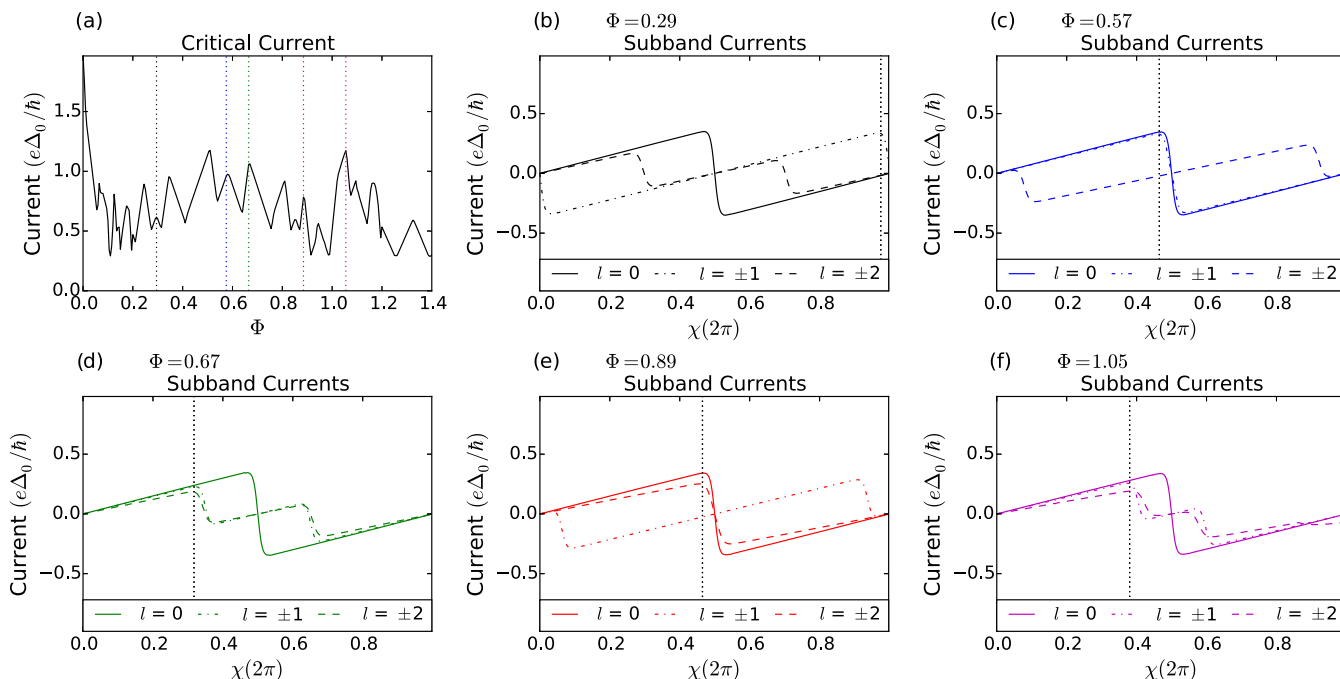 (a)
Critical Current
Current (eΔ₀/ħ)
1.5
1.0
0.5
0.0
0.0 0.2 0.4 0.6 0.8 1.0 1.2 1.4
Φ
(b) Φ=0.29
Subband Currents
Current (eΔ₀/ħ)
0.5
0.0
−0.5
l = 0 l = ±1 l = ±2
0.0 0.2 0.4 0.6 0.8
χ(2π)
(c) Φ=0.57
Subband Currents
Current (eΔ₀/ħ)
0.5
0.0
−0.5
l = 0 l = ±1 l = ±2
0.0 0.2 0.4 0.6 0.8
χ(2π)
(d) Φ=0.67
Subband Currents
Current (eΔ₀/ħ)
0.5
0.0
−0.5
l = 0 l = ±1 l = ±2
0.0 0.2 0.4 0.6 0.8
χ(2π)
(e) Φ=0.89
Subband Currents
Current (eΔ₀/ħ)
0.5
0.0
−0.5
l = 0 l = ±1 l = ±2
0.0 0.2 0.4 0.6 0.8
χ(2π)
(f) Φ=1.05
Subband Currents
Current (eΔ₀/ħ)
0.5
0.0
−0.5
l = 0 l = ±1 l = ±2
0.0 0.2 0.4 0.6 0.8
χ(2π)